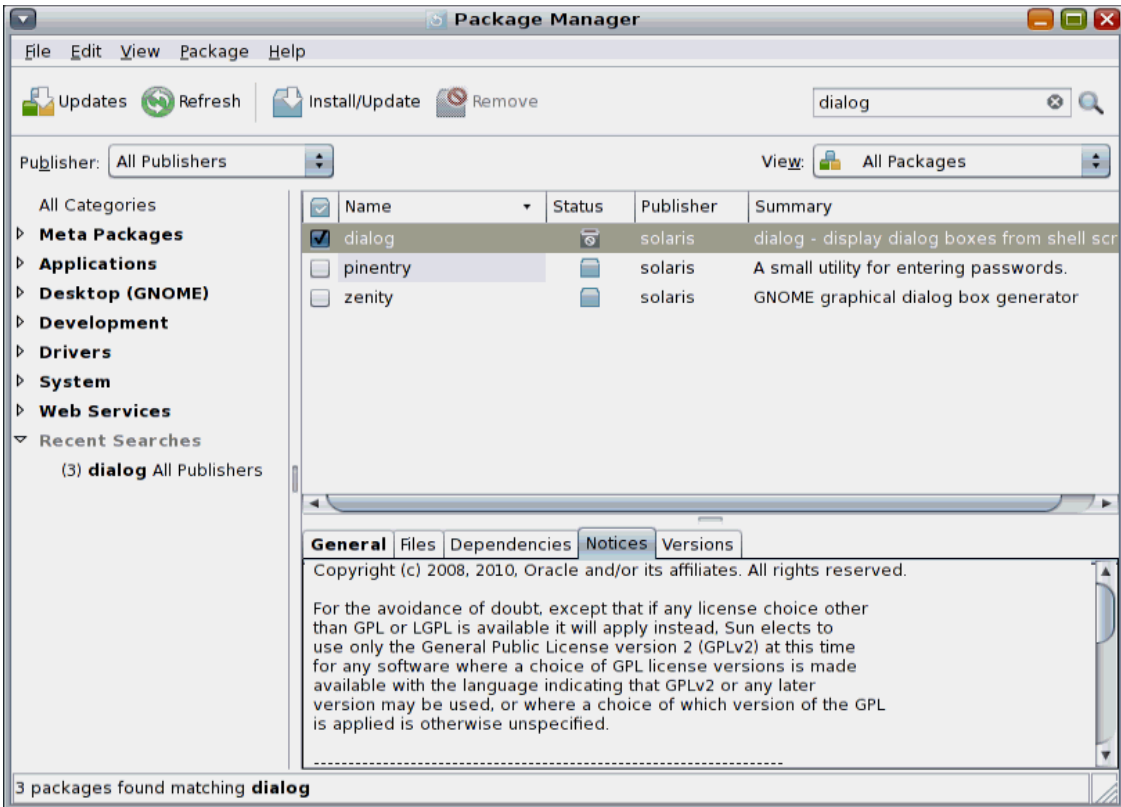 Package Manager
File Edit View Package Help
Updates Refresh Install/Update Remove dialog
Publisher: All Publishers View: All Packages
All Categories
Meta Packages
Applications
Desktop (GNOME)
Development
Drivers
System
Web Services
Recent Searches
(3) dialog All Publishers
Name Status Publisher Summary
dialog solaris dialog - display dialog boxes from shell scr
pinentry solaris A small utility for entering passwords.
zenity solaris GNOME graphical dialog box generator
General Files Dependencies Notices Versions
Copyright (c) 2008, 2010, Oracle and/or its affiliates. All rights reserved.
For the avoidance of doubt, except that if any license choice other
than GPL or LGPL is available it will apply instead, Sun elects to
use only the General Public License version 2 (GPLv2) at this time
for any software where a choice of GPL license versions is made
available with the language indicating that GPLv2 or any later
version may be used, or where a choice of which version of the GPL
is applied is otherwise unspecified.
--------------------------------------------------------------------
3 packages found matching dialog